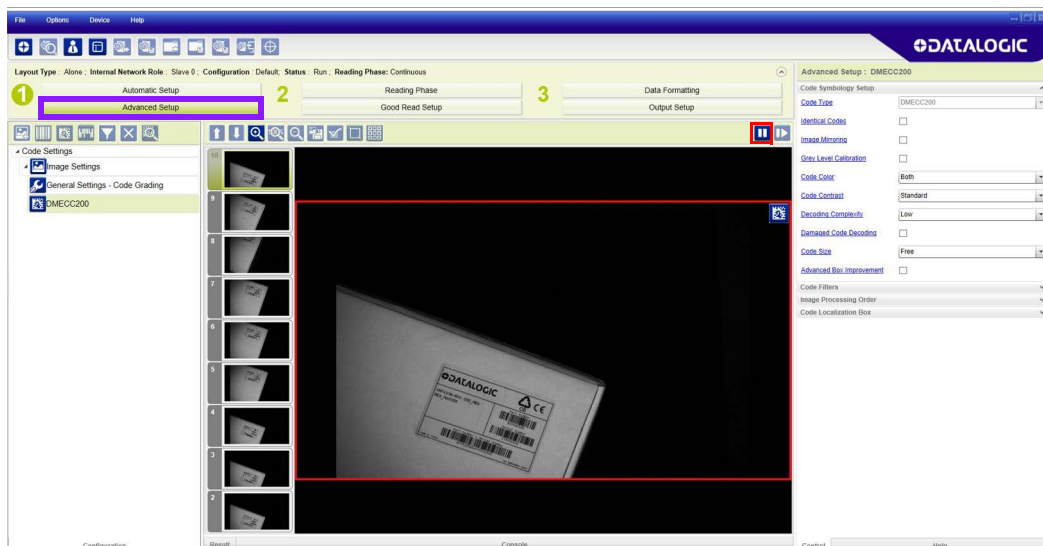 File Options Device Help
DATALOGIC
Layout Type : Alone ; Internal Network Role : Slave 0 ; Configuration : Default; Status : Run ; Reading Phase: Continuous
1 Automatic Setup
Advanced Setup
2 Reading Phase
Good Read Setup
3 Data Formatting
Output Setup
Code Settings
Image Settings
General Settings - Code Grading
DMECC200
10
9
8
7
6
5
4
3
2
DATALOGIC
CE
Advanced Setup : DMECC200
Code Symbology Setup
Code Type DMECC200
Identical Codes
Image Mirroring
Grey Level Calibration
Code Color Both
Code Contrast Standard
Decoding Complexity Low
Damaged Code Decoding
Code Size Free
Advanced Box Improvement
Code Filters
Image Processing Order
Code Localization Box
Configuration Result Console Control Help